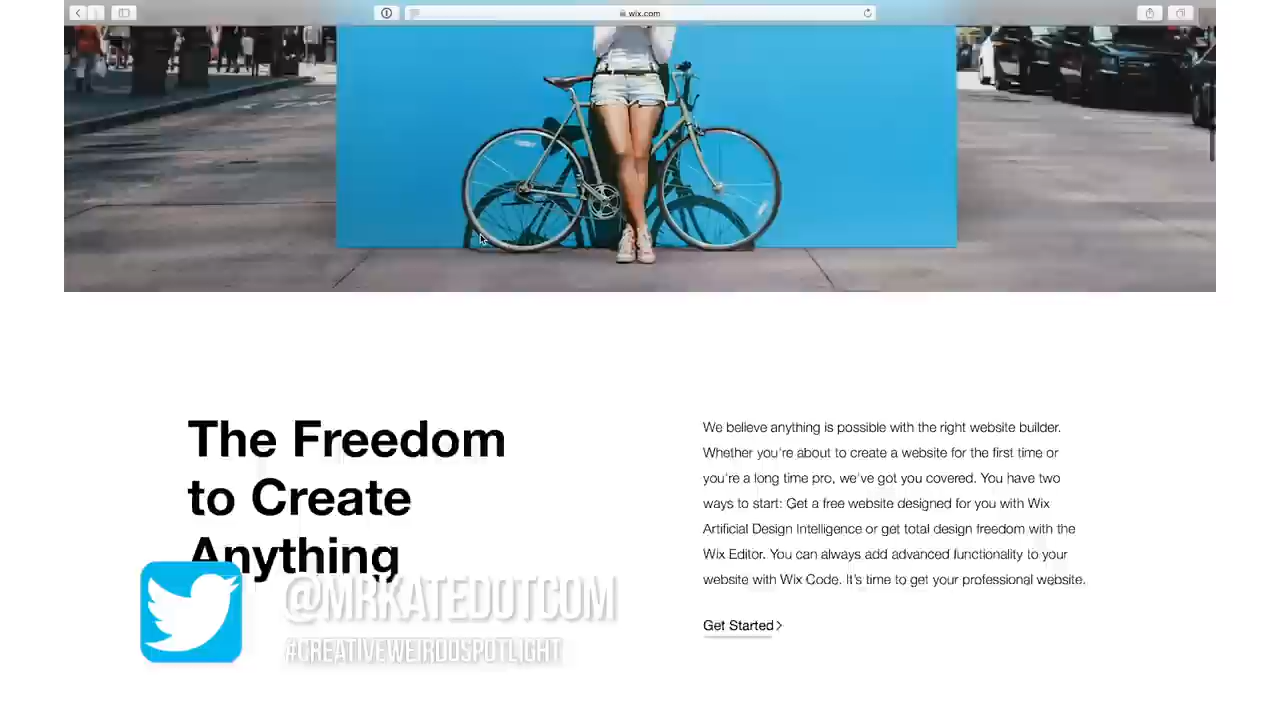 wix.com
The Freedom
to Create
Anything
We believe anything is possible with the right website builder.
Whether you're about to create a website for the first time or
you're a long time pro, we've got you covered. You have two
ways to start: Get a free website designed for you with Wix
Artificial Design Intelligence or get total design freedom with the
Wix Editor. You can always add advanced functionality to your
website with Wix Code. It's time to get your professional website.
Get Started
@MRKATEDOTCOM
#CREATIVEWEIRDOSPOTLIGHT